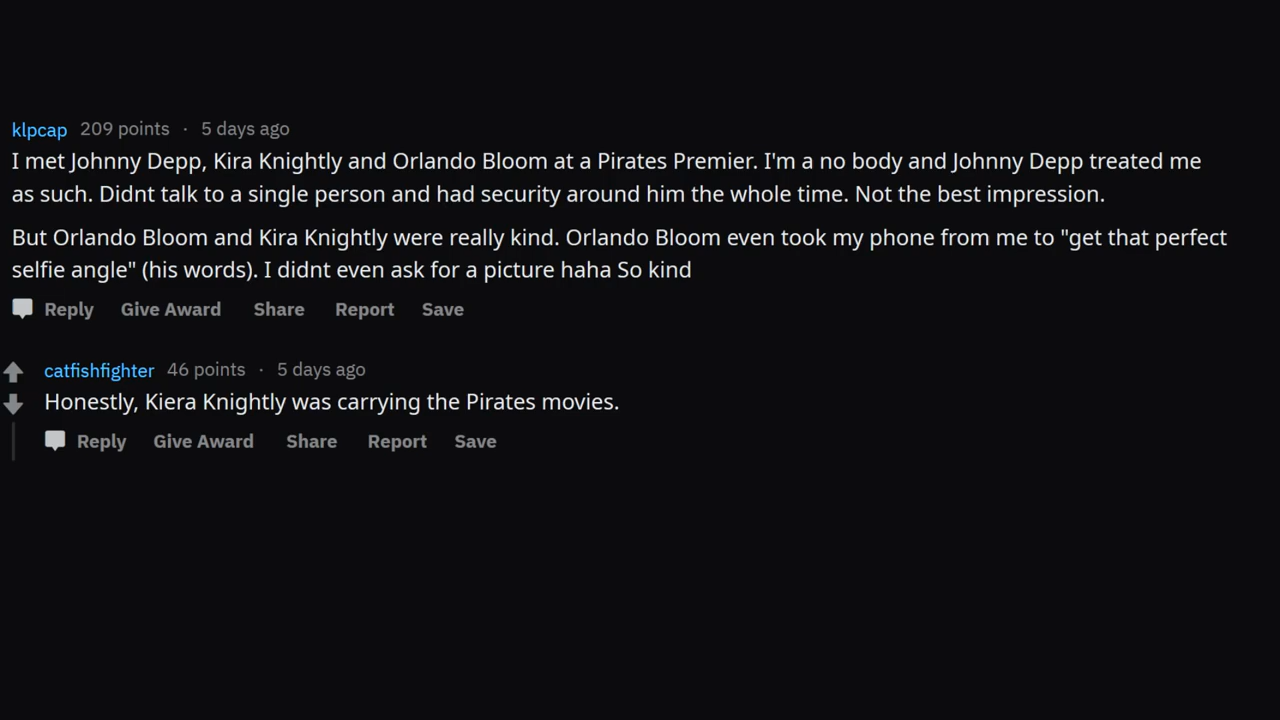 klpcap 209 points · 5 days ago
I met Johnny Depp, Kira Knightly and Orlando Bloom at a Pirates Premier. I'm a no body and Johnny Depp treated me
as such. Didnt talk to a single person and had security around him the whole time. Not the best impression.
But Orlando Bloom and Kira Knightly were really kind. Orlando Bloom even took my phone from me to "get that perfect
selfie angle" (his words). I didnt even ask for a picture haha So kind
Reply Give Award Share Report Save
catfishfighter 46 points · 5 days ago
Honestly, Kiera Knightly was carrying the Pirates movies.
Reply Give Award Share Report Save